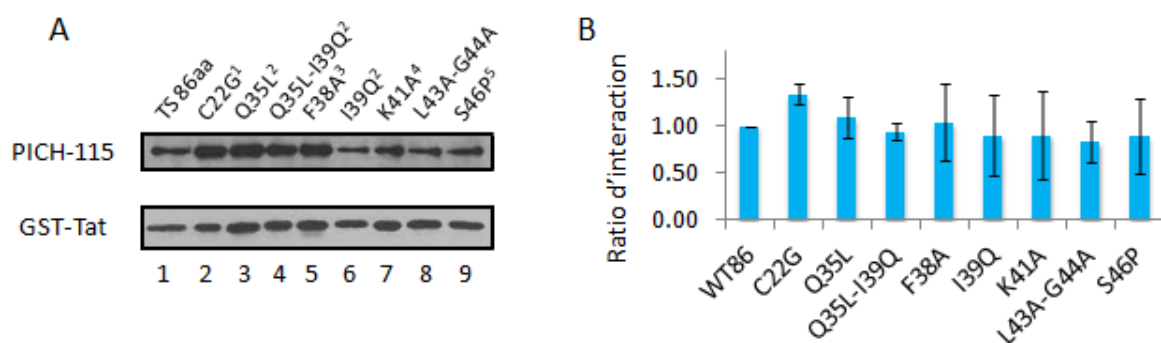 A
TS 86aa
C22G¹
Q35L²
Q35L-I39Q²
F38A³
I39Q²
K41A⁴
L43A-G44A
S46P⁵
PICH-115
GST-Tat
1 2 3 4 5 6 7 8 9
B
Ratio d'interaction
1.50
1.00
0.50
0.00
WT86
C22G
Q35L
Q35L-I39Q
F38A
I39Q
K41A
L43A-G44A
S46P